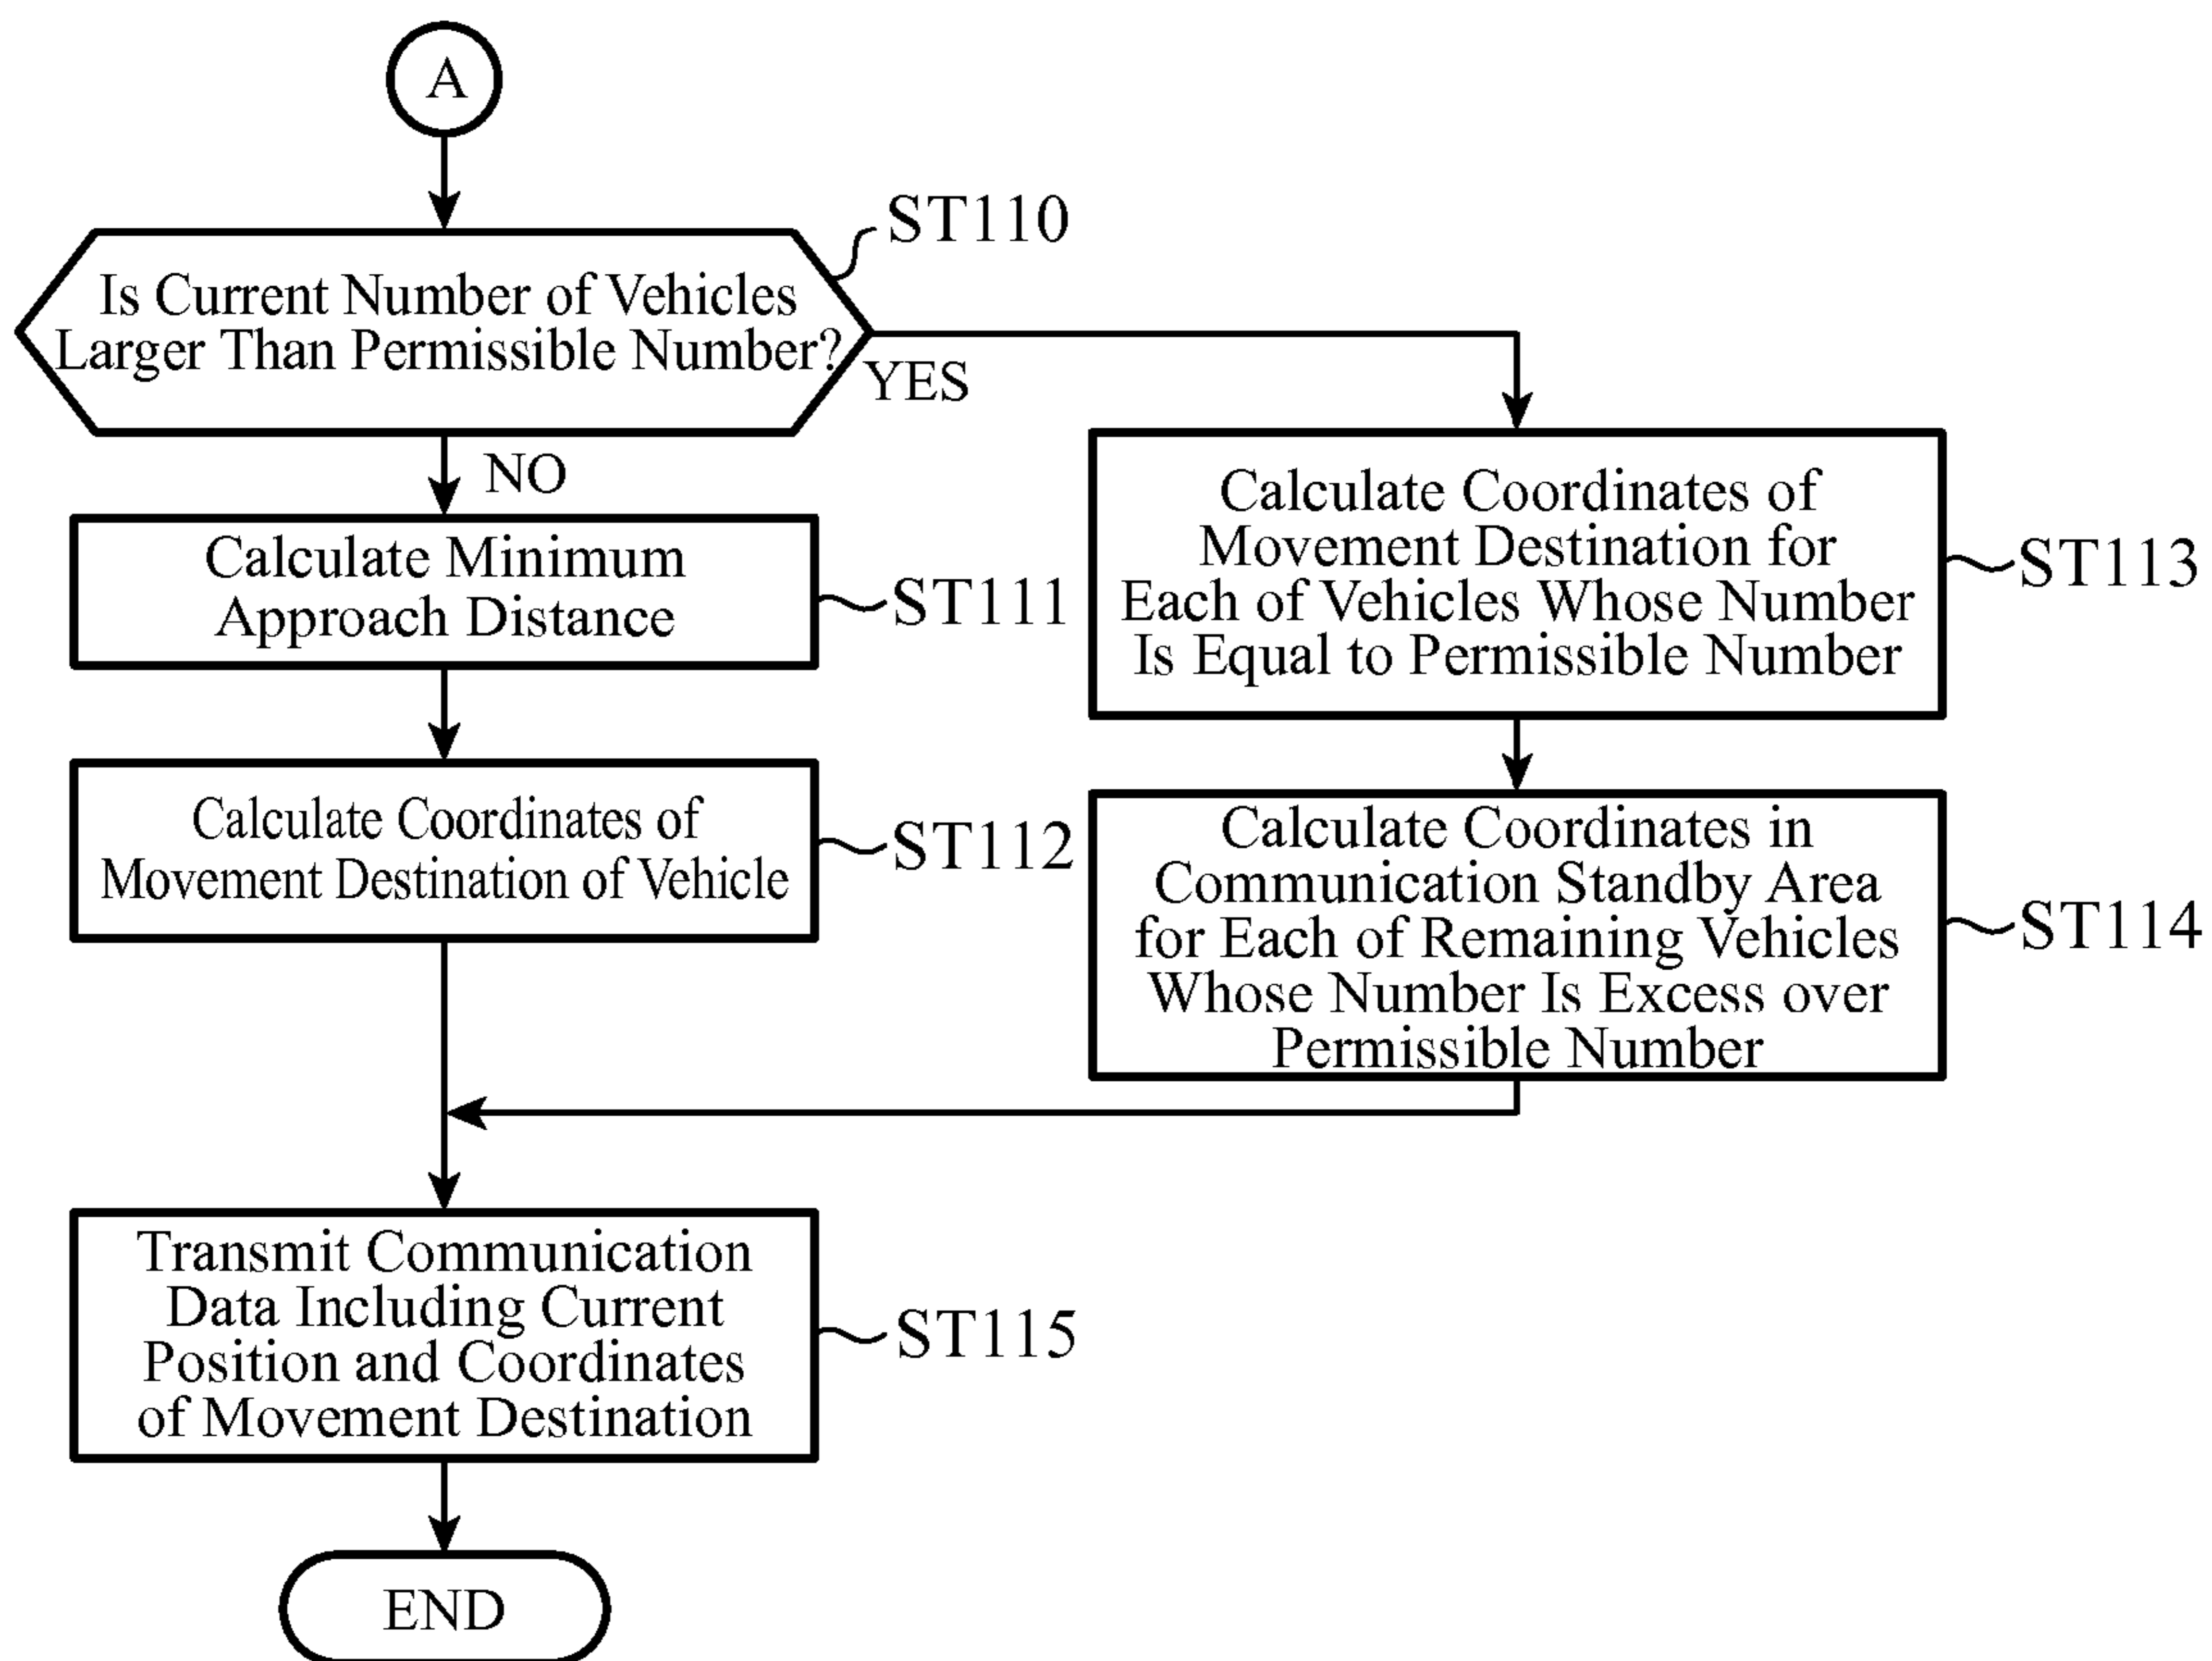 A
ST110
Is Current Number of Vehicles
Larger Than Permissible Number?
YES
NO
Calculate Minimum
Approach Distance
ST111
Calculate Coordinates of
Movement Destination of Vehicle
ST112
Calculate Coordinates of
Movement Destination for
Each of Vehicles Whose Number
Is Equal to Permissible Number
ST113
Calculate Coordinates in
Communication Standby Area
for Each of Remaining Vehicles
Whose Number Is Excess over
Permissible Number
ST114
Transmit Communication
Data Including Current
Position and Coordinates
of Movement Destination
ST115
END